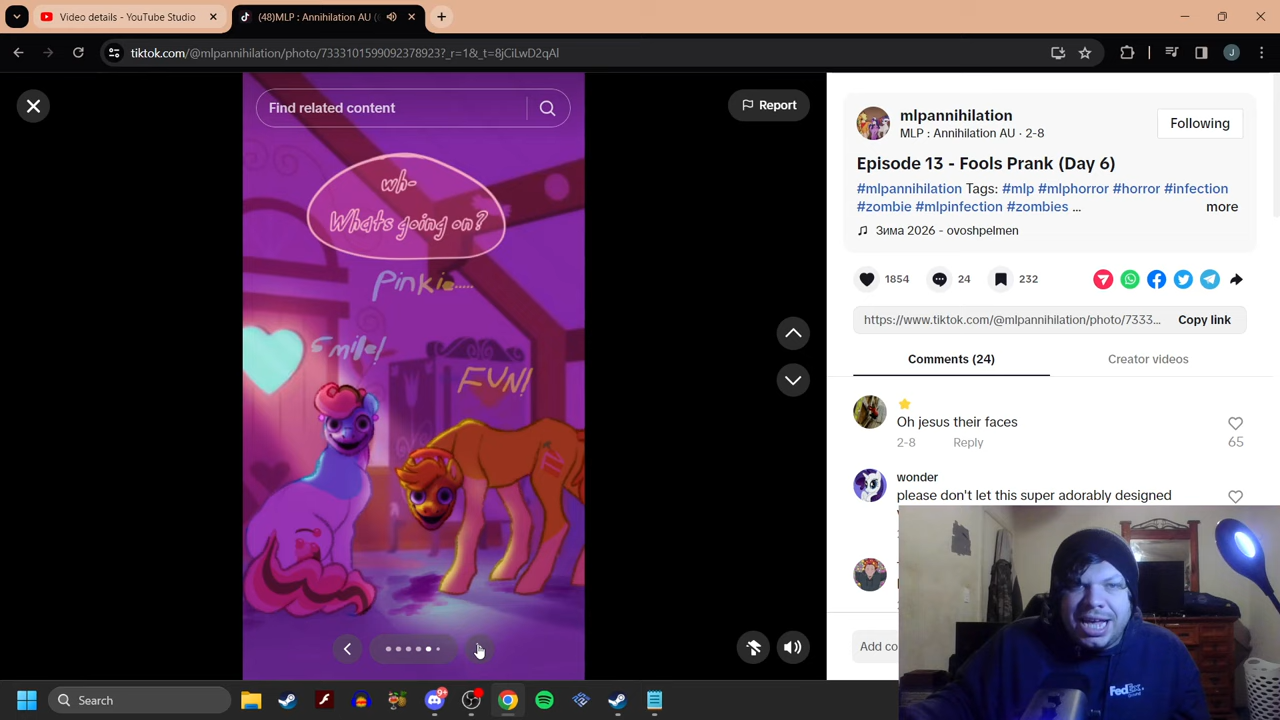 Video details - YouTube Studio
(48)MLP : Annihilation AU
tiktok.com/@mlpannihilation/photo/7333101599092378923?_r=1&_t=8jCiLwD2qAl
J
Find related content
Report
wh-
Whats going on?
Pinkie.....
Smile!
FUN!
mlpannihilation
MLP : Annihilation AU · 2-8
Following
Episode 13 - Fools Prank (Day 6)
#mlpannihilation Tags: #mlp #mlphorror #horror #infection
#zombie #mlpinfection #zombies ...
more
Зима 2026 - ovoshpelmen
1854
24
232
https://www.tiktok.com/@mlpannihilation/photo/7333...
Copy link
Comments (24)
Creator videos
Oh jesus their faces
2-8 Reply
65
wonder
please don't let this super adorably designed
Add co
FedEx
Search
9+